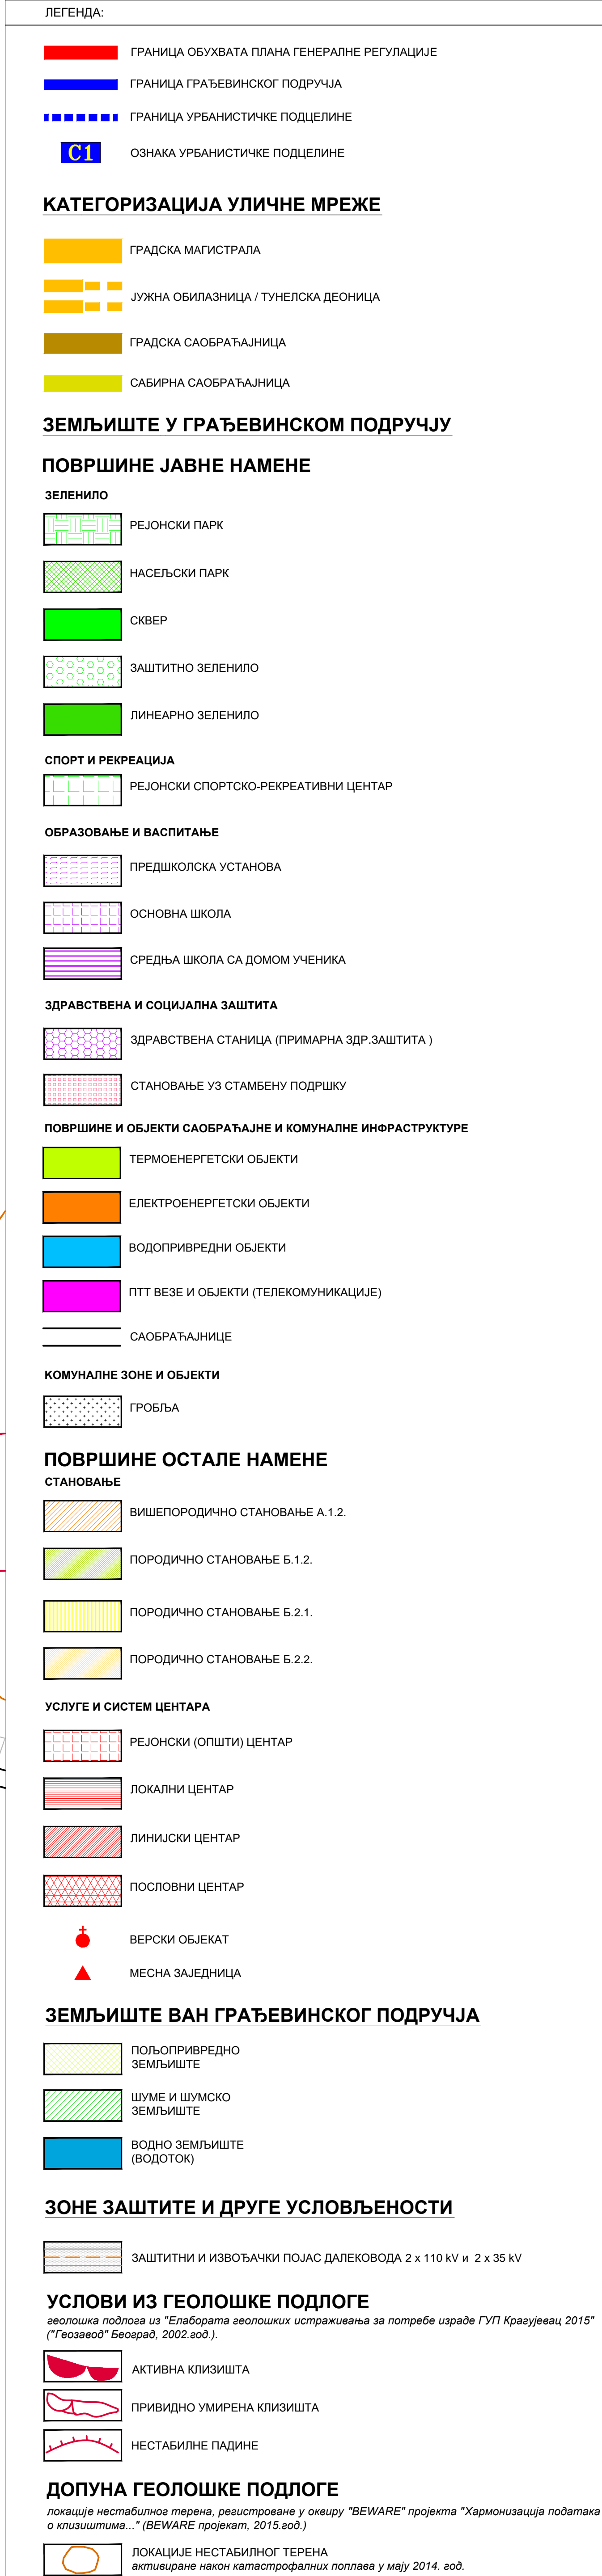 ЛЕГЕНДА:
ГРАНИЦА ОБУХВАТА ПЛАНА ГЕНЕРАЛНЕ РЕГУЛАЦИЈЕ
ГРАНИЦА ГРАЂЕВИНСКОГ ПОДРУЧЈА
ГРАНИЦА УРБАНИСТИЧКЕ ПОДЦЕЛИНЕ
C1 ОЗНАКА УРБАНИСТИЧКЕ ПОДЦЕЛИНЕ
КАТЕГОРИЗАЦИЈА УЛИЧНЕ МРЕЖЕ
ГРАДСКА МАГИСТРАЛА
ЈУЖНА ОБИЛАЗНИЦА / ТУНЕЛСКА ДЕОНИЦА
ГРАДСКА САОБРАЋАЈНИЦА
САБИРНА САОБРАЋАЈНИЦА
ЗЕМЉИШТЕ У ГРАЂЕВИНСКОМ ПОДРУЧЈУ
ПОВРШИНЕ ЈАВНЕ НАМЕНЕ
ЗЕЛЕНИЛО
РЕЈОНСКИ ПАРК
НАСЕЉСКИ ПАРК
СКВЕР
ЗАШТИТНО ЗЕЛЕНИЛО
ЛИНЕАРНО ЗЕЛЕНИЛО
СПОРТ И РЕКРЕАЦИЈА
РЕЈОНСКИ СПОРТСКО-РЕКРЕАТИВНИ ЦЕНТАР
ОБРАЗОВАЊЕ И ВАСПИТАЊЕ
ПРЕДШКОЛСКА УСТАНОВА
ОСНОВНА ШКОЛА
СРЕДЊА ШКОЛА СА ДОМОМ УЧЕНИКА
ЗДРАВСТВЕНА И СОЦИЈАЛНА ЗАШТИТА
ЗДРАВСТВЕНА СТАНИЦА (ПРИМАРНА ЗДР.ЗАШТИТА )
СТАНОВАЊЕ УЗ СТАМБЕНУ ПОДРШКУ
ПОВРШИНЕ И ОБЈЕКТИ САОБРАЋАЈНЕ И КОМУНАЛНЕ ИНФРАСТРУКТУРЕ
ТЕРМОЕНЕРГЕТСКИ ОБЈЕКТИ
ЕЛЕКТРОЕНЕРГЕТСКИ ОБЈЕКТИ
ВОДОПРИВРЕДНИ ОБЈЕКТИ
ПТТ ВЕЗЕ И ОБЈЕКТИ (ТЕЛЕКОМУНИКАЦИЈЕ)
САОБРАЋАЈНИЦЕ
КОМУНАЛНЕ ЗОНЕ И ОБЈЕКТИ
ГРОБЉА
ПОВРШИНЕ ОСТАЛЕ НАМЕНЕ
СТАНОВАЊЕ
ВИШЕПОРОДИЧНО СТАНОВАЊЕ А.1.2.
ПОРОДИЧНО СТАНОВАЊЕ Б.1.2.
ПОРОДИЧНО СТАНОВАЊЕ Б.2.1.
ПОРОДИЧНО СТАНОВАЊЕ Б.2.2.
УСЛУГЕ И СИСТЕМ ЦЕНТАРА
РЕЈОНСКИ (ОПШТИ) ЦЕНТАР
ЛОКАЛНИ ЦЕНТАР
ЛИНИЈСКИ ЦЕНТАР
ПОСЛОВНИ ЦЕНТАР
ВЕРСКИ ОБЈЕКАТ
МЕСНА ЗАЈЕДНИЦА
ЗЕМЉИШТЕ ВАН ГРАЂЕВИНСКОГ ПОДРУЧЈА
ПОЉОПРИВРЕДНО
ЗЕМЉИШТЕ
ШУМЕ И ШУМСКО
ЗЕМЉИШТЕ
ВОДНО ЗЕМЉИШТЕ
(ВОДОТОК)
ЗОНЕ ЗАШТИТЕ И ДРУГЕ УСЛОВЉЕНОСТИ
ЗАШТИТНИ И ИЗВОЂАЧКИ ПОЈАС ДАЛЕКОВОДА 2 x 110 kV и 2 x 35 kV
УСЛОВИ ИЗ ГЕОЛОШКЕ ПОДЛОГЕ
геолошка подлога из "Елабората геолошких истраживања за потребе израде ГУП Крагујевац 2015"
("Геозавод" Београд, 2002.год.).
АКТИВНА КЛИЗИШТА
ПРИВИДНО УМИРЕНА КЛИЗИШТА
НЕСТАБИЛНЕ ПАДИНЕ
ДОПУНА ГЕОЛОШКЕ ПОДЛОГЕ
локације нестабилног терена, регистроване у оквиру "BEWARE" пројекта "Хармонизација података
о клизиштима..." (BEWARE пројекат, 2015.год.)
ЛОКАЦИЈЕ НЕСТАБИЛНОГ ТЕРЕНА
активиране након катастрофалних поплава у мају 2014. год.